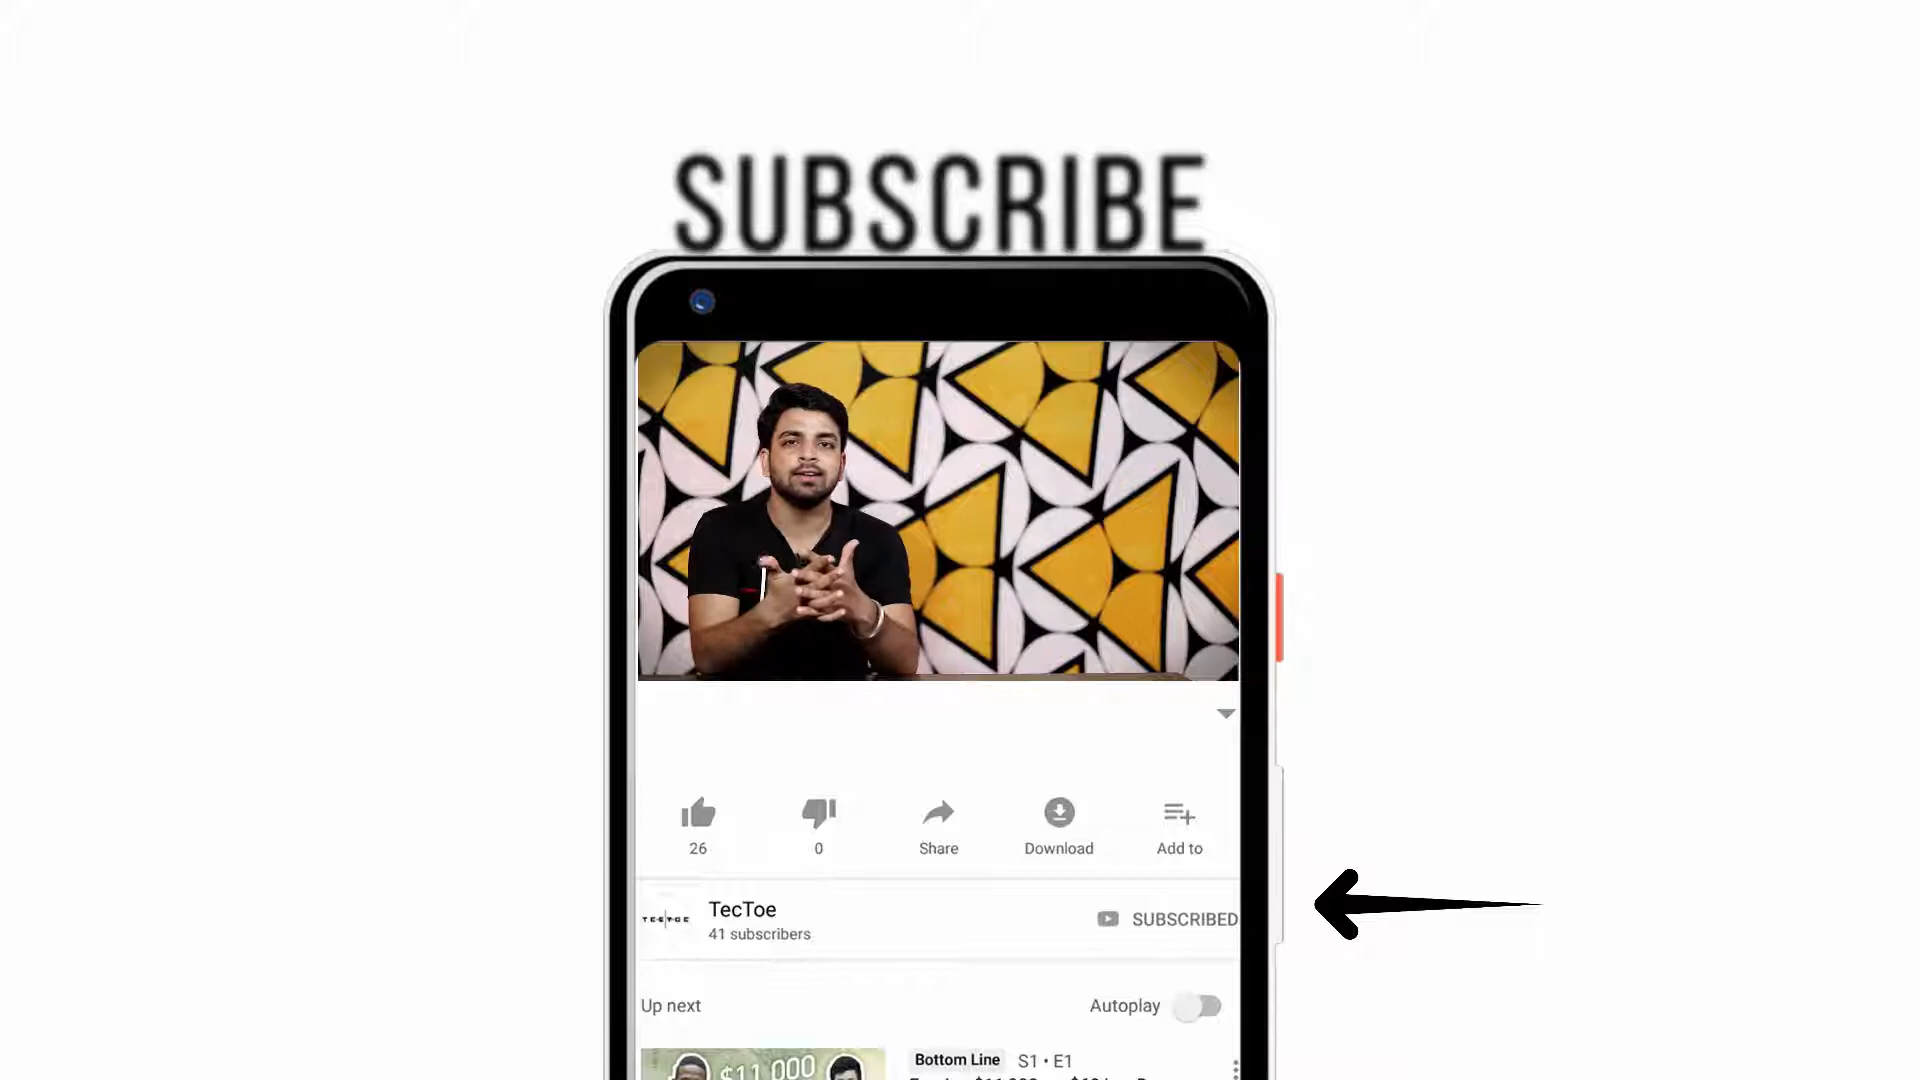 SUBSCRIBE
26
0
Share
Download
Add to
TECTOE
TecToe
41 subscribers
SUBSCRIBED
Up next
Autoplay
$11,000
Bottom Line S1 • E1